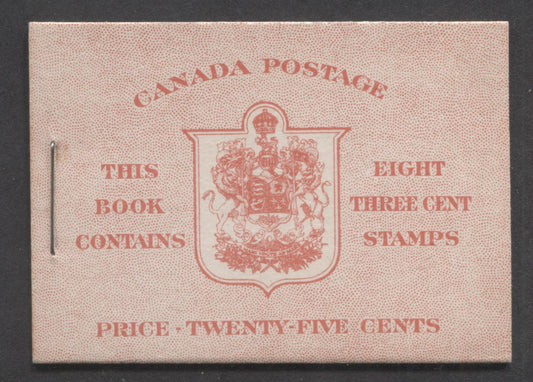 CANADA POSTAGE
THIS
BOOK
CONTAINS
EIGHT
THREE CENT
STAMPS
PRICE · TWENTY-FIVE CENTS